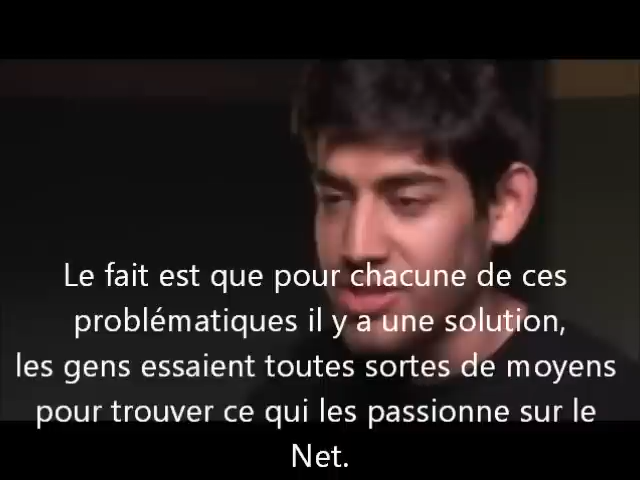 Le fait est que pour chacune de ces
problématiques il y a une solution,
les gens essaient toutes sortes de moyens
pour trouver ce qui les passionne sur le
Net.